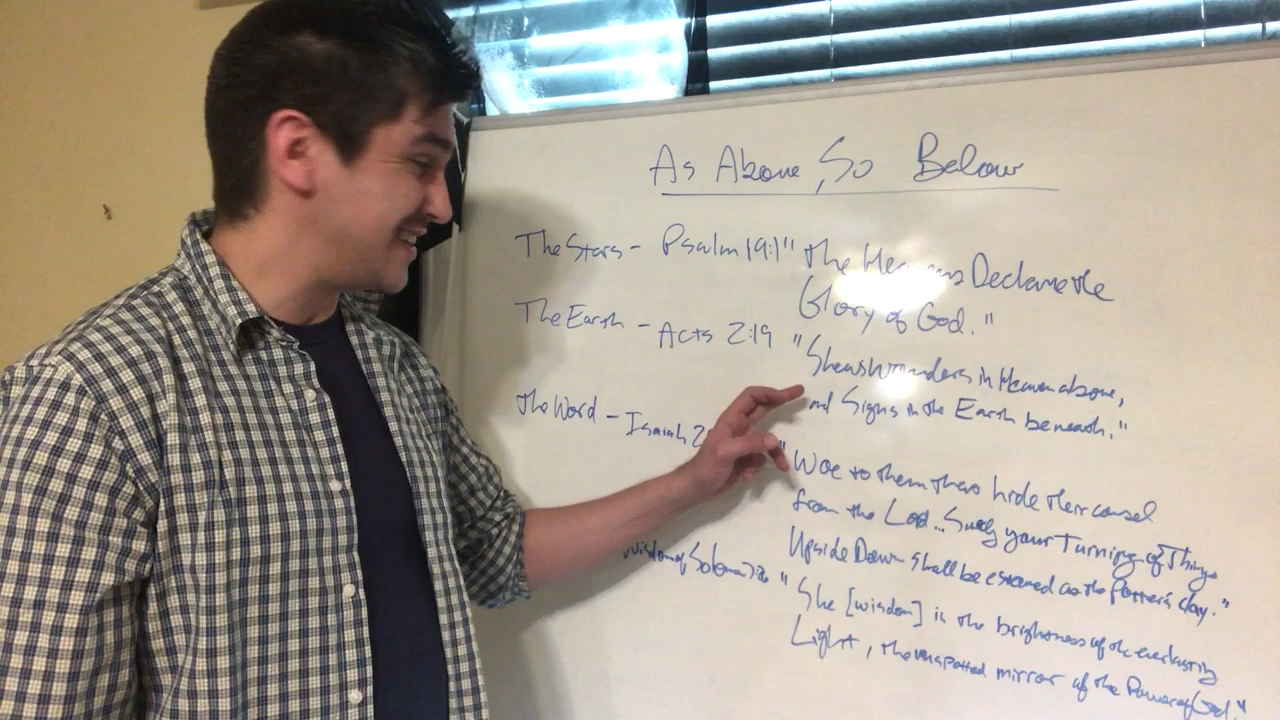 As Above, So Below
The Stars - Psalm 19:1 "the Heavens Declare the
Glory of God."
The Earth - Acts 2:19 "Shew Wonders in Heaven above,
and Signs in the Earth beneath."
the Word - Isaiah 2
"Woe to them that hide their counsel
from the Lord... Surely your Turning of Things
Upside Down shall be esteemed as the Potter's clay."
Wisdom of Solomon "She [wisdom] is the brightness of the everlasting
Light, the unspotted mirror of the Power of God."